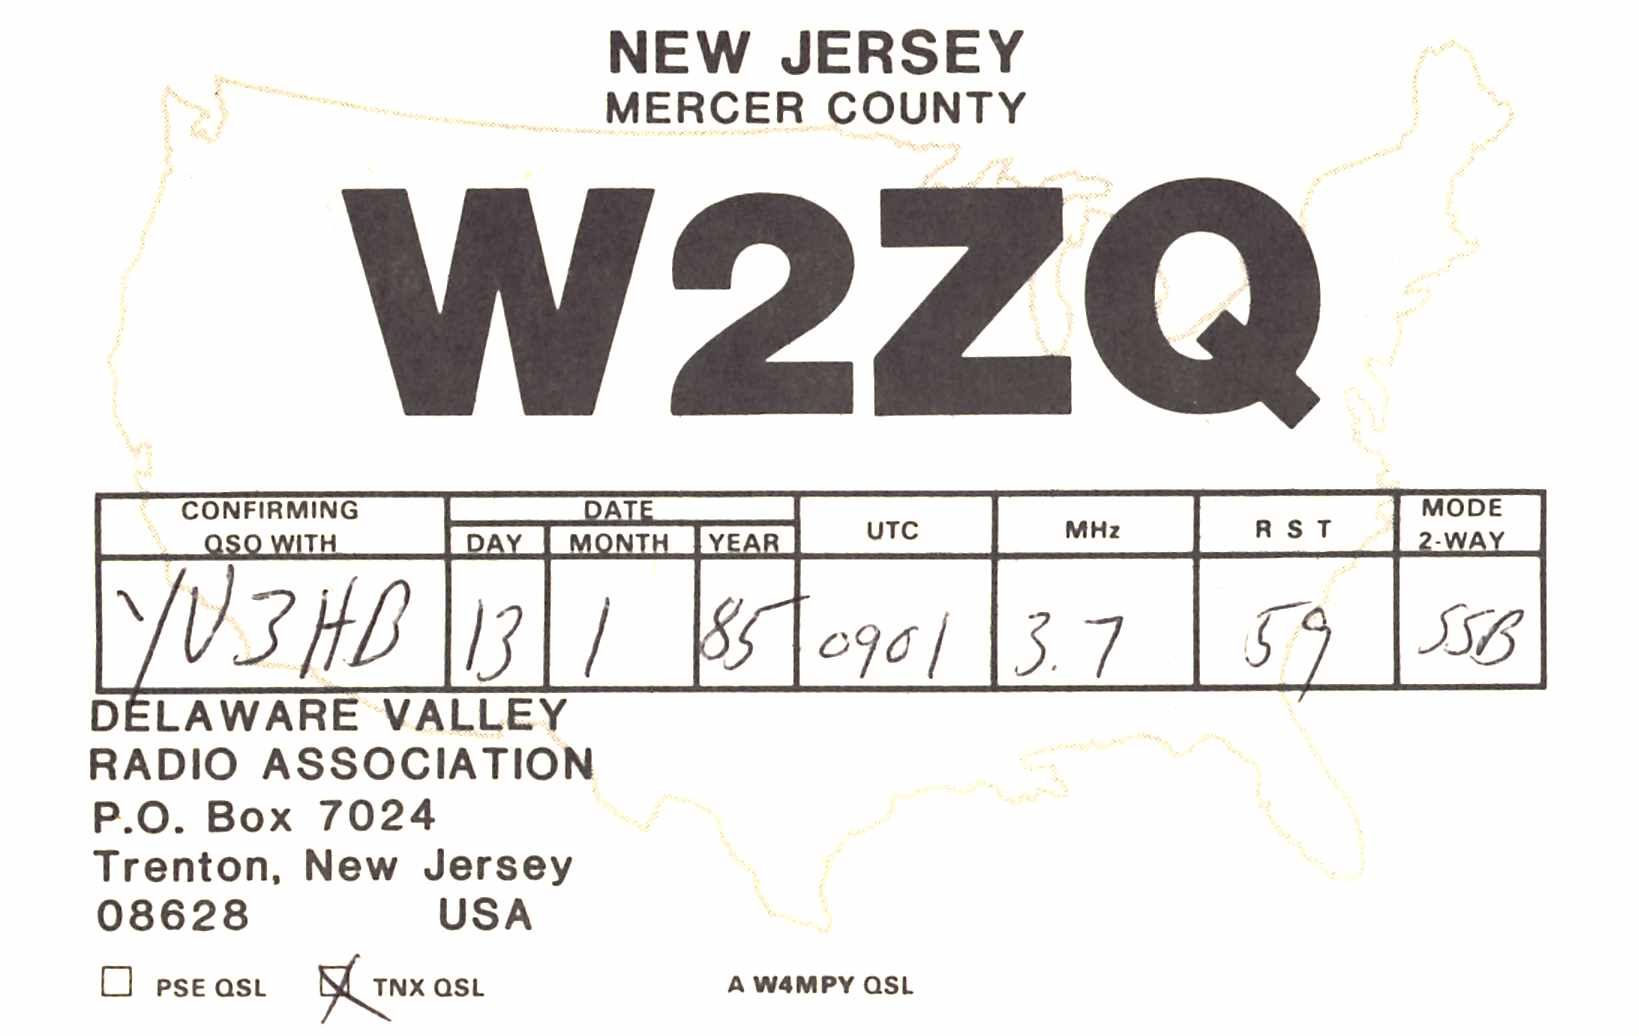 NEW JERSEY
MERCER COUNTY
W2ZQ
CONFIRMING QSO WITH DATE DAY MONTH YEAR UTC MHz R S T MODE 2-WAY
YV3HB 13 1 85 0901 3.7 59 SSB
DELAWARE VALLEY
RADIO ASSOCIATION
P.O. Box 7024
Trenton, New Jersey
08628 USA
PSE QSL TNX QSL A W4MPY QSL